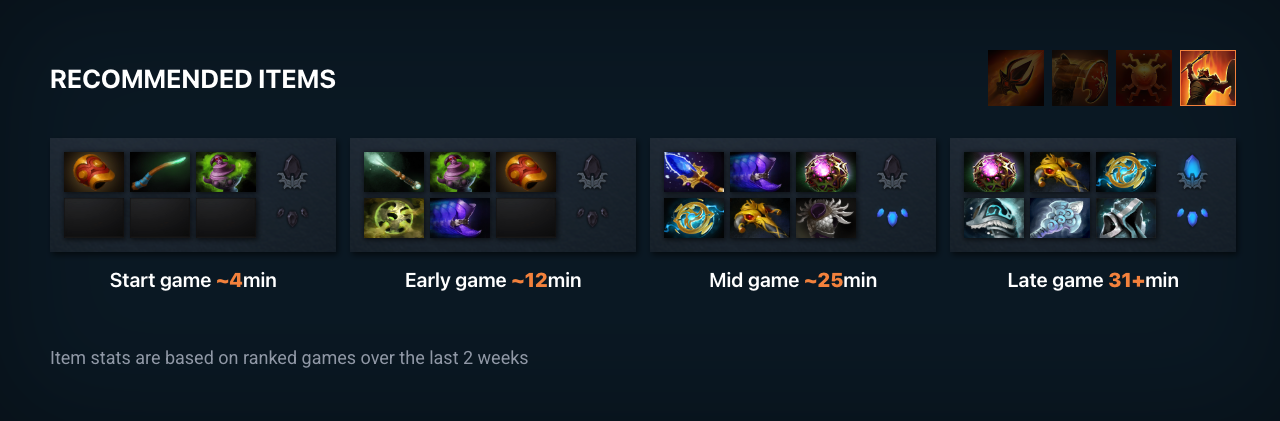 RECOMMENDED ITEMS
Start game ~4min
Early game ~12min
Mid game ~25min
Late game 31+min
Item stats are based on ranked games over the last 2 weeks